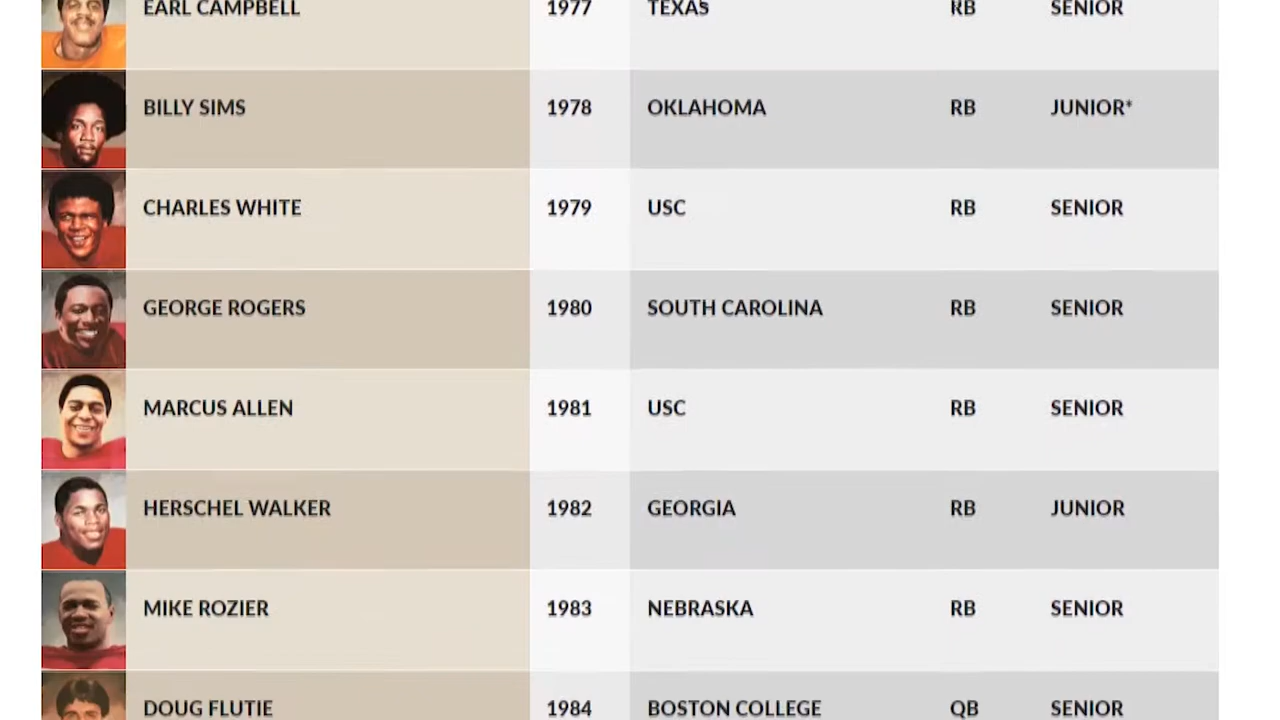 EARL CAMPBELL 1977 TEXAS RB SENIOR
BILLY SIMS 1978 OKLAHOMA RB JUNIOR*
CHARLES WHITE 1979 USC RB SENIOR
GEORGE ROGERS 1980 SOUTH CAROLINA RB SENIOR
MARCUS ALLEN 1981 USC RB SENIOR
HERSCHEL WALKER 1982 GEORGIA RB JUNIOR
MIKE ROZIER 1983 NEBRASKA RB SENIOR
DOUG FLUTIE 1984 BOSTON COLLEGE QB SENIOR